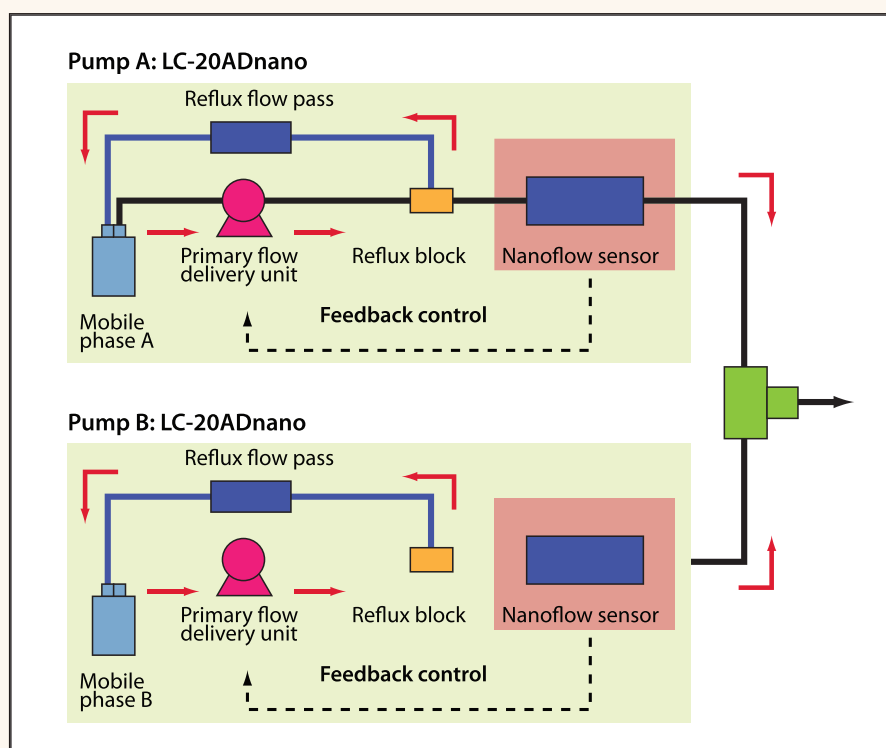 Pump A: LC-20ADnano
Reflux flow pass
Primary flow
delivery unit
Reflux block
Nanoflow sensor
Mobile
phase A
Feedback control
Pump B: LC-20ADnano
Reflux flow pass
Primary flow
delivery unit
Reflux block
Nanoflow sensor
Mobile
phase B
Feedback control